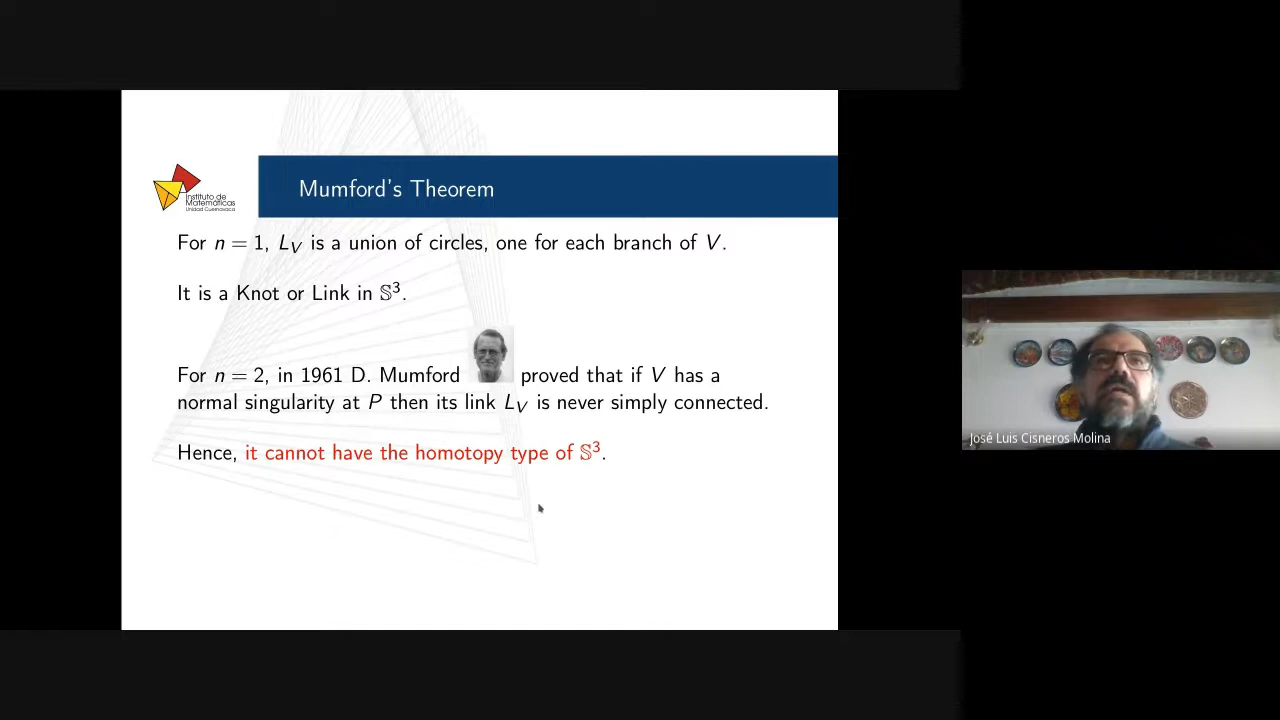 Instituto de
Matemáticas
Unidad Cuernavaca
Mumford's Theorem
For n = 1, L_V is a union of circles, one for each branch of V.
It is a Knot or Link in 𝕊³.
For n = 2, in 1961 D. Mumford proved that if V has a
normal singularity at P then its link L_V is never simply connected.
Hence, it cannot have the homotopy type of 𝕊³.
José Luis Cisneros Molina